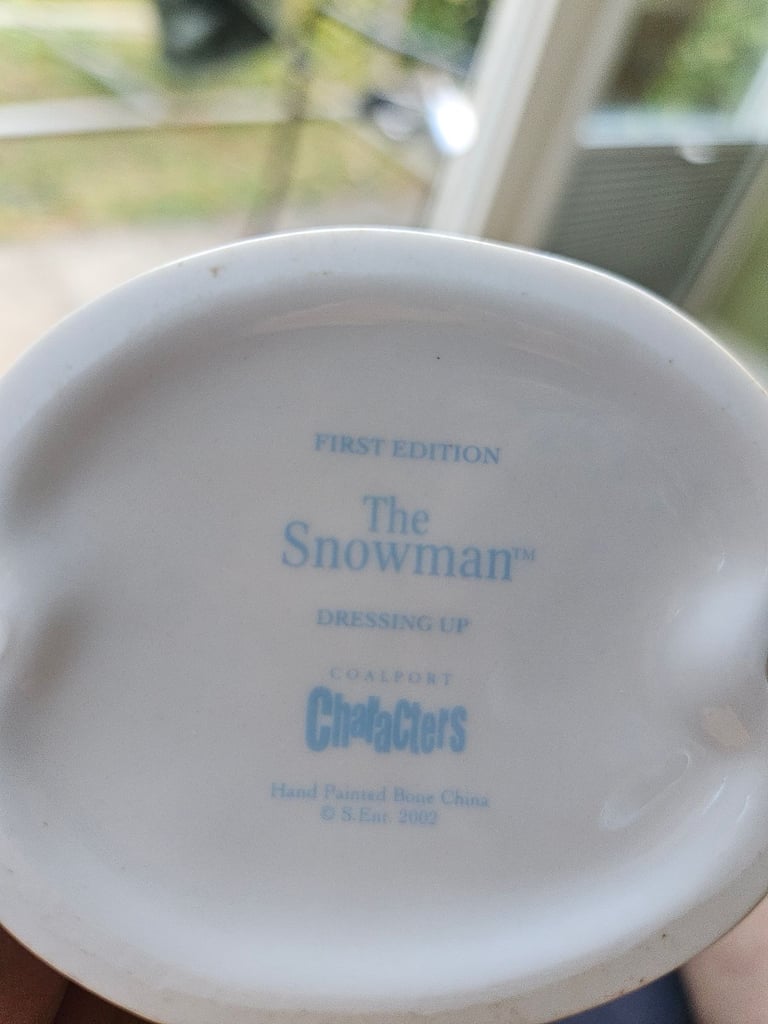 FIRST EDITION
The
Snowman™
DRESSING UP
COALPORT
Characters
Hand Painted Bone China
© S.Ent. 2002